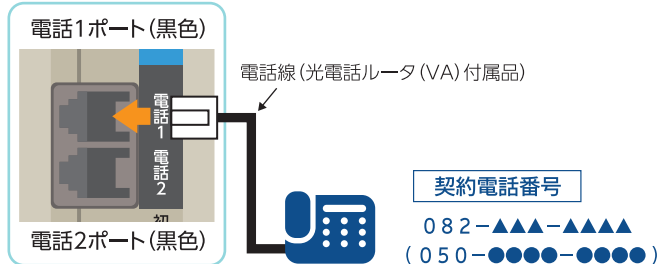 電話1ポート(黒色)
電話線(光電話ルータ(VA)付属品)
電話1
電話2
初
電話2ポート(黒色)
契約電話番号
082-▲▲▲-▲▲▲▲
(050-●●●●-●●●●)